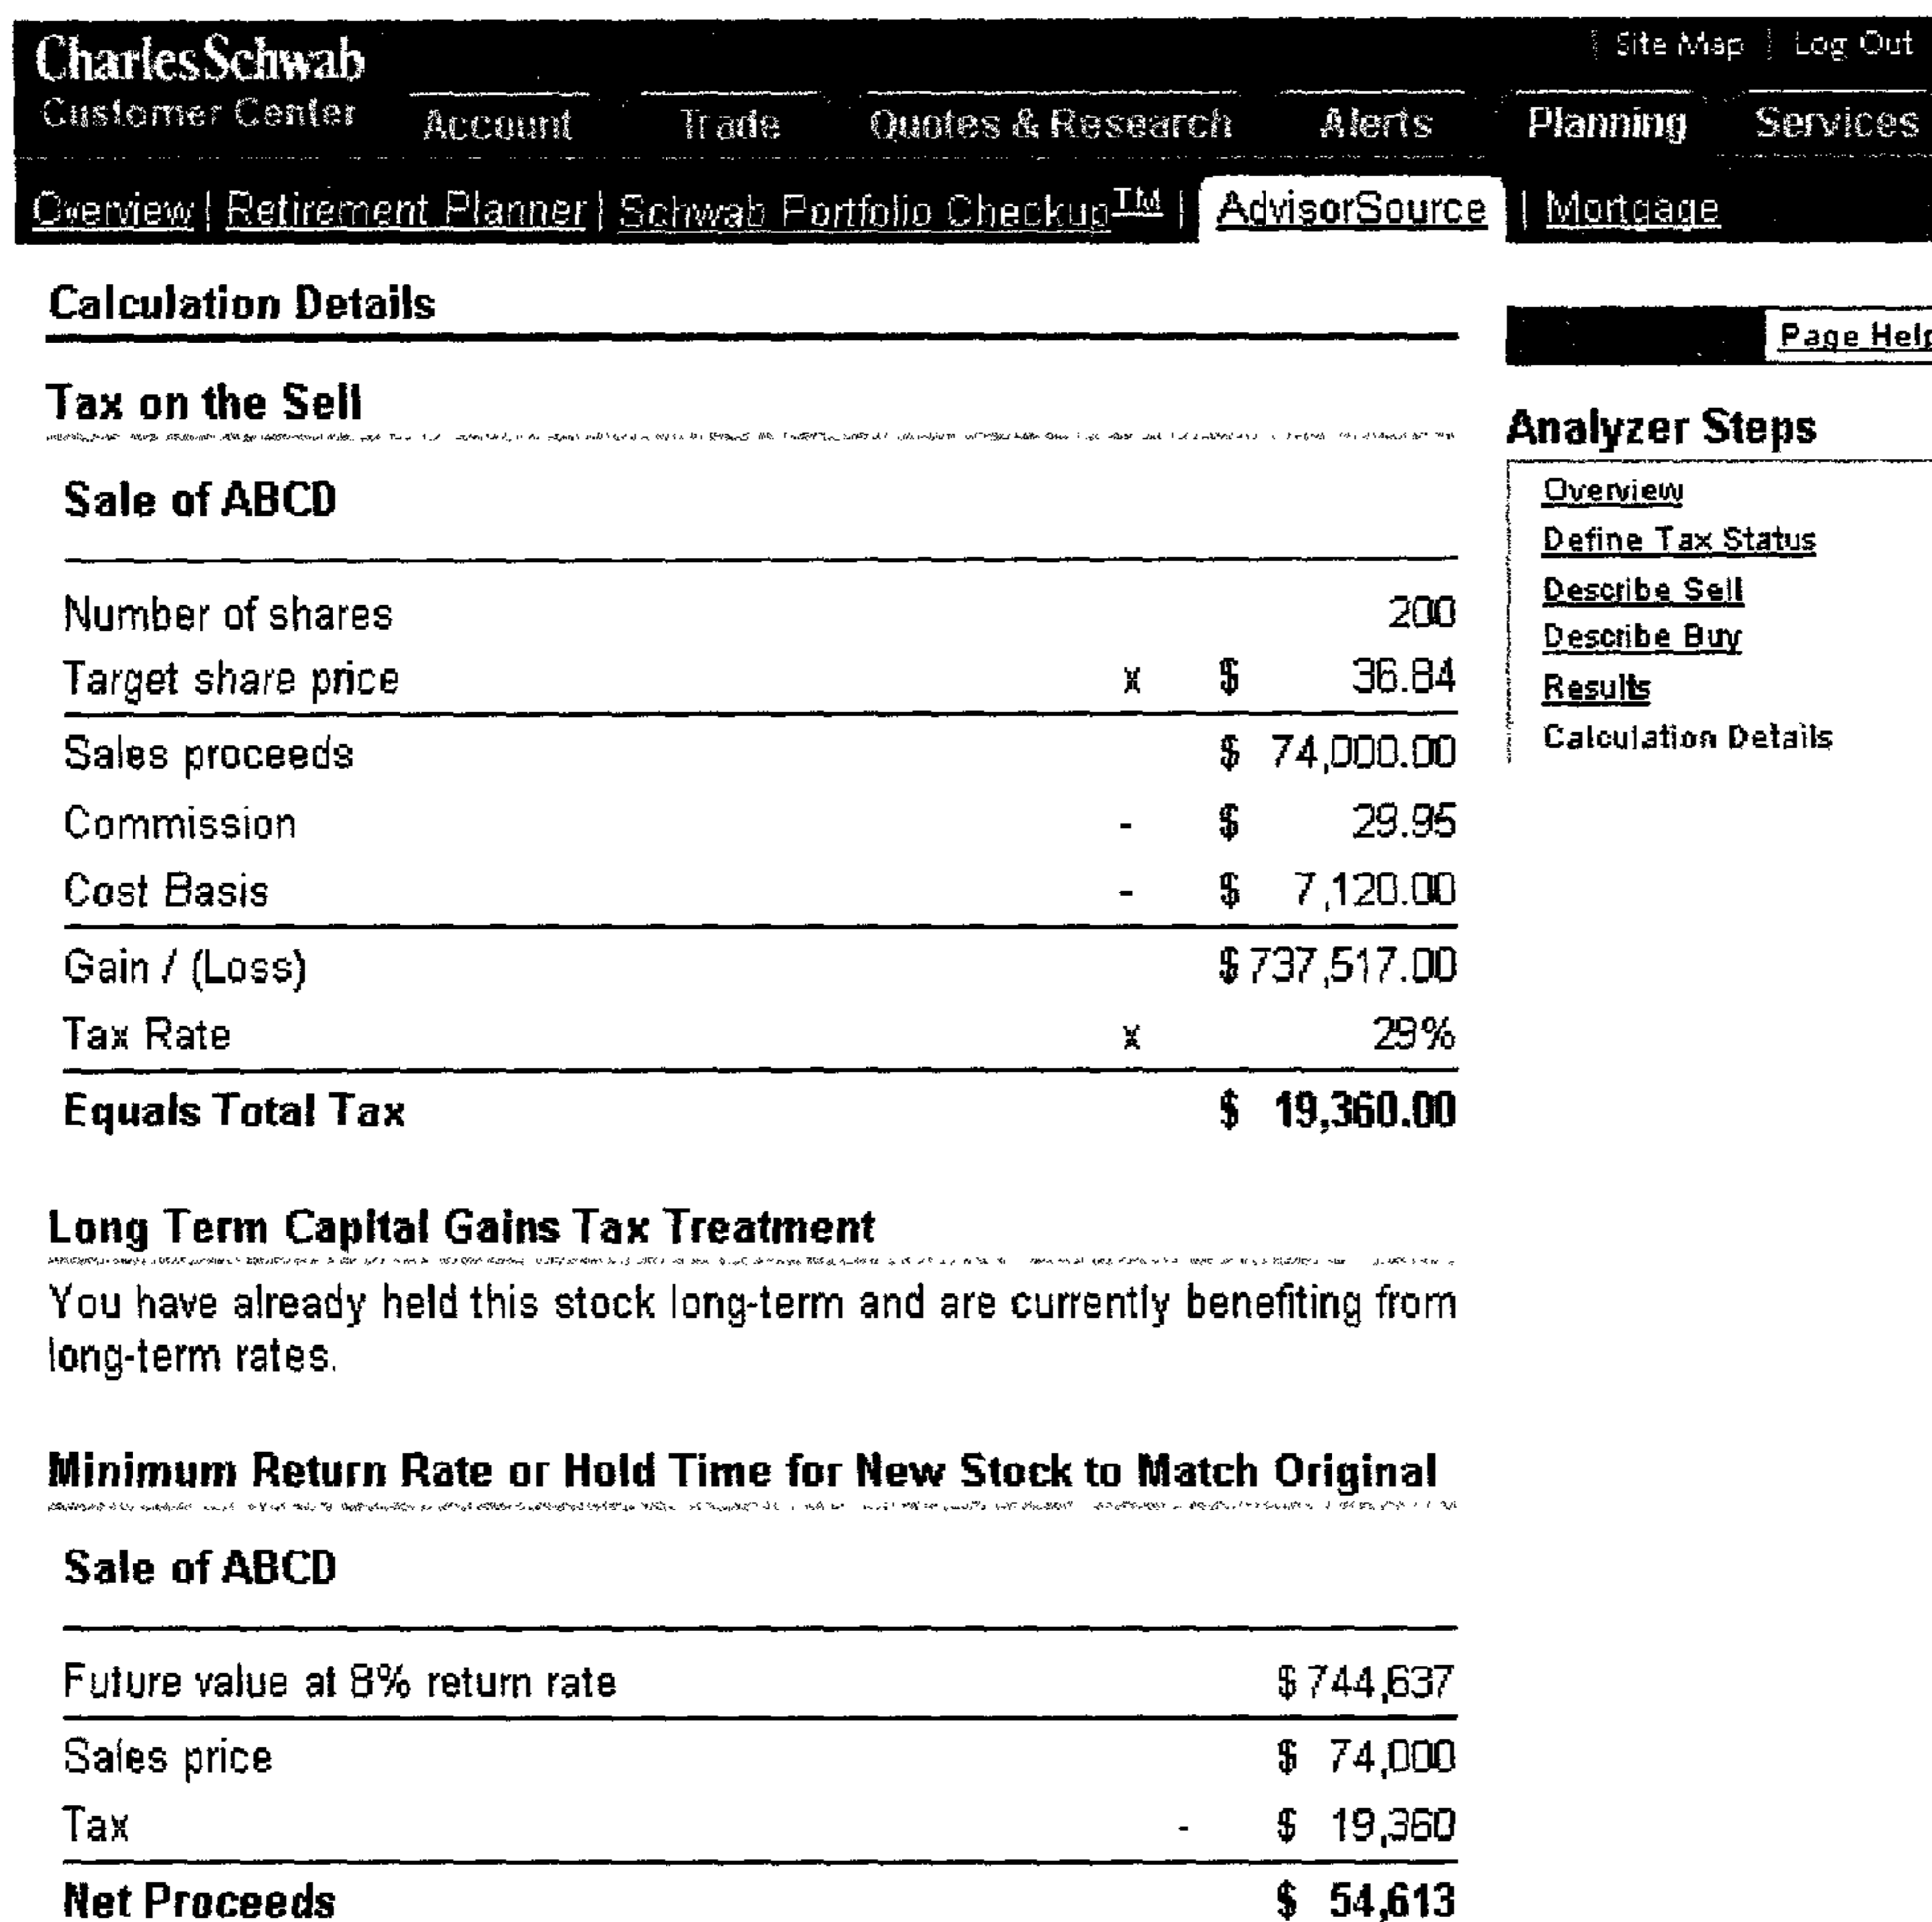 CharlesSchwab
Customer Center
Site Map | Log Out
Account Trade Quotes & Research Alerts Planning Services
Overview | Retirement Planner | Schwab Portfolio Checkup™ | AdvisorSource | Mortgage
Calculation Details
Page Help
Tax on the Sell
Analyzer Steps
Overview
Define Tax Status
Describe Sell
Describe Buy
Results
Calculation Details
Sale of ABCD
Number of shares 200
Target share price x $ 36.84
Sales proceeds $ 74,000.00
Commission - $ 29.95
Cost Basis - $ 7,120.00
Gain / (Loss) $737,517.00
Tax Rate x 29%
Equals Total Tax $ 19,360.00
Long Term Capital Gains Tax Treatment
You have already held this stock long-term and are currently benefiting from
long-term rates.
Minimum Return Rate or Hold Time for New Stock to Match Original
Sale of ABCD
Future value at 8% return rate $744,637
Sales price $ 74,000
Tax - $ 19,360
Net Proceeds $ 54,613